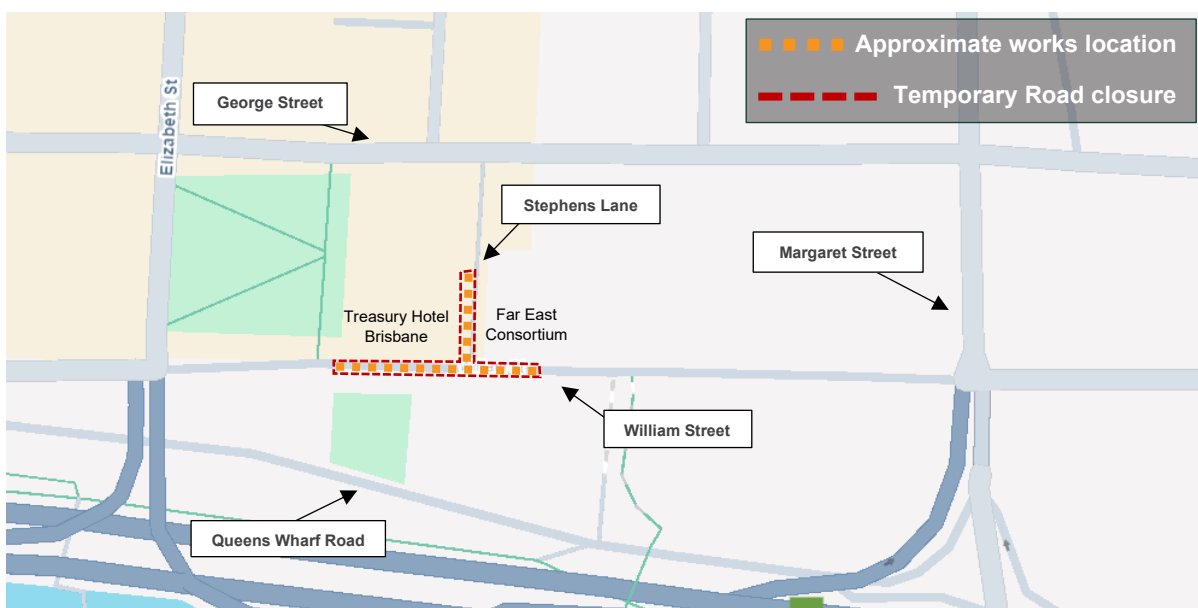 Approximate works location
Temporary Road closure
George Street
Elizabeth St
Stephens Lane
Margaret Street
Treasury Hotel
Brisbane
Far East
Consortium
William Street
Queens Wharf Road